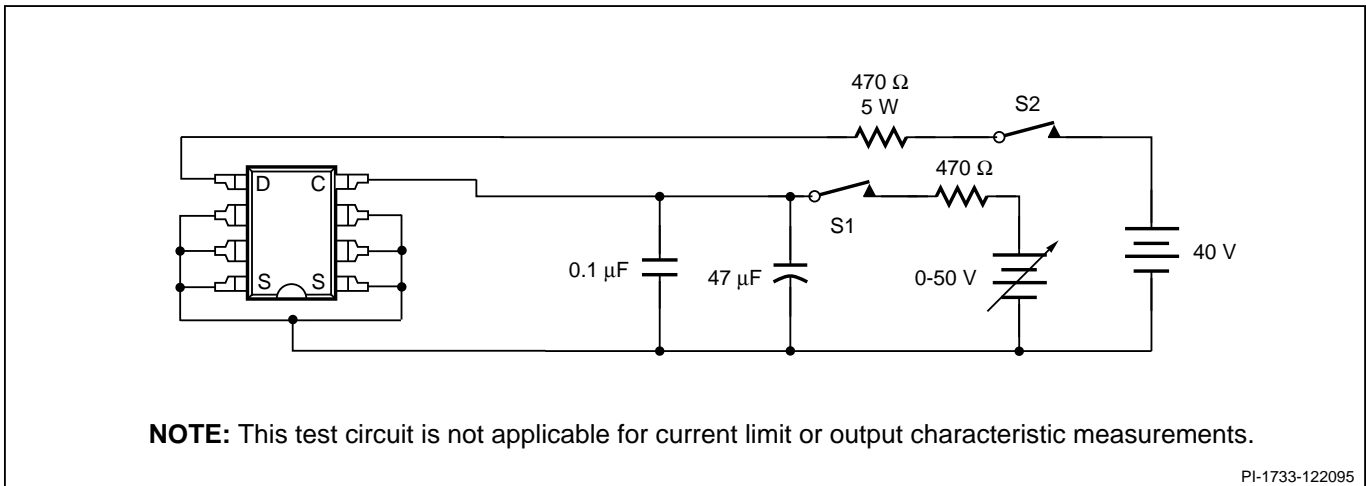 470 Ω
5 W
S2
470 Ω
D C
S1
40 V
0.1 µF
47 µF
0-50 V
S S
NOTE: This test circuit is not applicable for current limit or output characteristic measurements.
PI-1733-122095